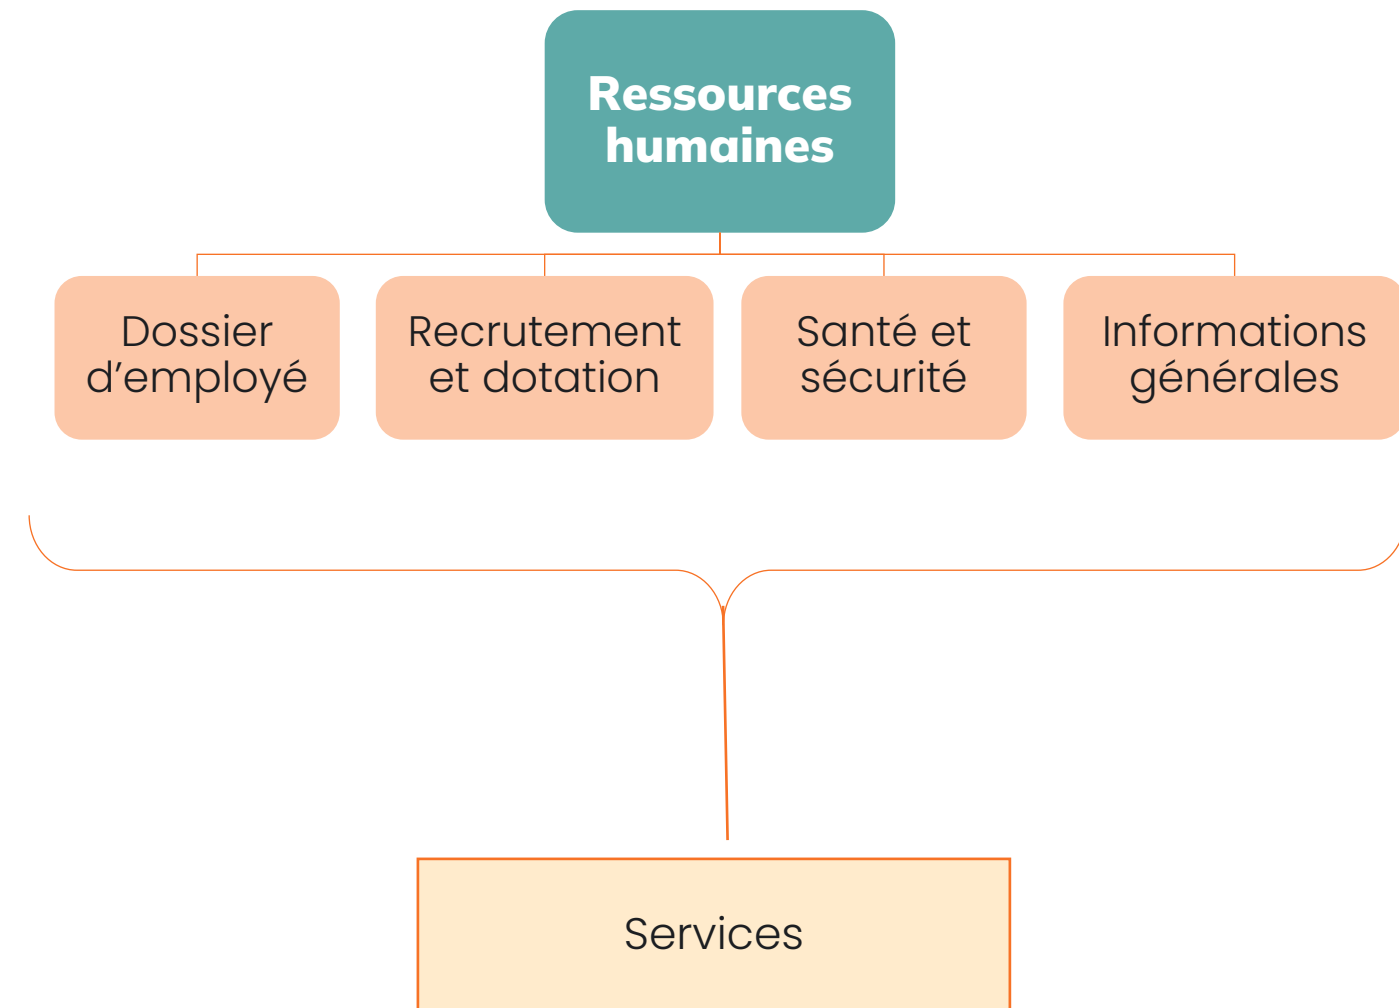 Ressources
humaines
Dossier
d’employé
Recrutement
et dotation
Santé et
sécurité
Informations
générales
Services